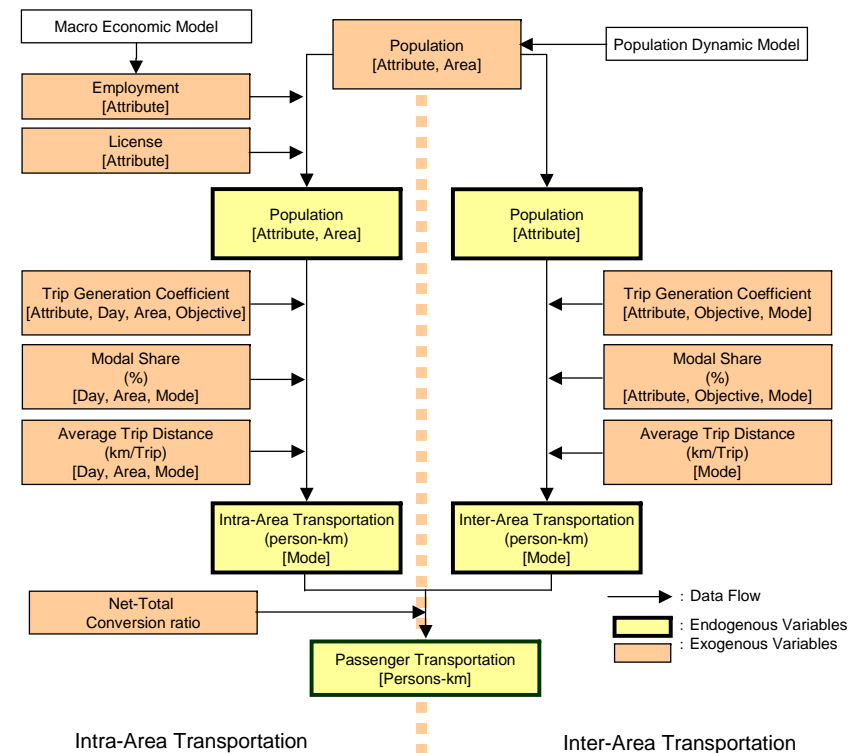 Macro Economic Model
Population
[Attribute, Area]
Population Dynamic Model
Employment
[Attribute]
License
[Attribute]
Population
[Attribute, Area]
Population
[Attribute]
Trip Generation Coefficient
[Attribute, Day, Area, Objective]
Trip Generation Coefficient
[Attribute, Objective, Mode]
Modal Share
(%)
[Day, Area, Mode]
Modal Share
(%)
[Attribute, Objective, Mode]
Average Trip Distance
(km/Trip)
[Day, Area, Mode]
Average Trip Distance
(km/Trip)
[Mode]
Intra-Area Transportation
(person-km)
[Mode]
Inter-Area Transportation
(person-km)
[Mode]
Net-Total
Conversion ratio
: Data Flow
: Endogenous Variables
: Exogenous Variables
Passenger Transportation
[Persons-km]
Intra-Area Transportation
Inter-Area Transportation